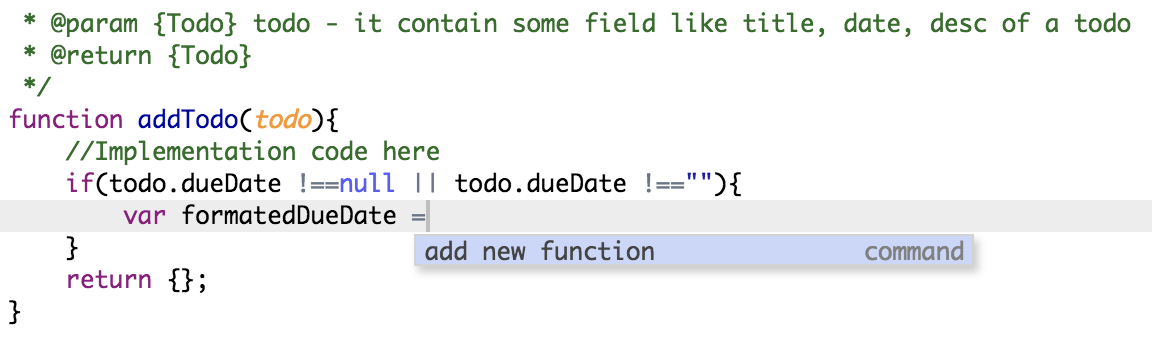 * @param {Todo} todo - it contain some field like title, date, desc of a todo
* @return {Todo}
*/
function addTodo(todo){
//Implementation code here
if(todo.dueDate !==null || todo.dueDate !==""){
var formatedDueDate =
}
add new function command
return {};
}